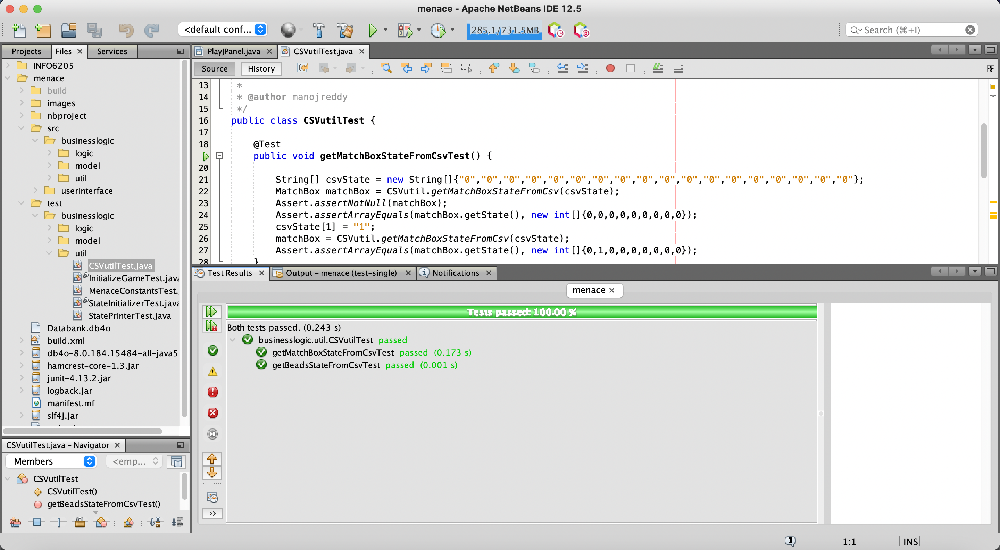 menace - Apache NetBeans IDE 12.5
<default conf...
285.1/731.5MB
Search (⌘+I)
Projects
Files
Services
INFO6205
menace
build
images
nbproject
src
businesslogic
logic
model
util
userinterface
test
businesslogic
logic
model
util
CSVutilTest.java
InitializeGameTest.java
MenaceConstantsTest.
StateInitializerTest.java
StatePrinterTest.java
Databank.db4o
build.xml
db4o-8.0.184.15484-all-java5
hamcrest-core-1.3.jar
junit-4.13.2.jar
logback.jar
manifest.mf
slf4j.jar
CSVutilTest.java - Navigator
Members
<emp...
CSVutilTest
CSVutilTest()
getBeadsStateFromCsvTest()
PlayJPanel.java
CSVutilTest.java
Source
History
13 *
14 * @author manojreddy
15 */
16 public class CSVutilTest {
17
18 @Test
public void getMatchBoxStateFromCsvTest() {
20
21 String[] csvState = new String[]{"0","0","0","0","0","0","0","0","0","0","0","0","0","0","0","0","0","0"};
22 MatchBox matchBox = CSVutil.getMatchBoxStateFromCsv(csvState);
23 Assert.assertNotNull(matchBox);
24 Assert.assertArrayEquals(matchBox.getState(), new int[]{0,0,0,0,0,0,0,0,0});
25 csvState[1] = "1";
26 matchBox = CSVutil.getMatchBoxStateFromCsv(csvState);
27 Assert.assertArrayEquals(matchBox.getState(), new int[]{0,1,0,0,0,0,0,0,0});
28 }
Test Results
Output - menace (test-single)
Notifications
menace
Tests passed: 100.00 %
Both tests passed. (0.243 s)
businesslogic.util.CSVutilTest passed
getMatchBoxStateFromCsvTest passed (0.173 s)
getBeadsStateFromCsvTest passed (0.001 s)
>>
1
1:1
INS